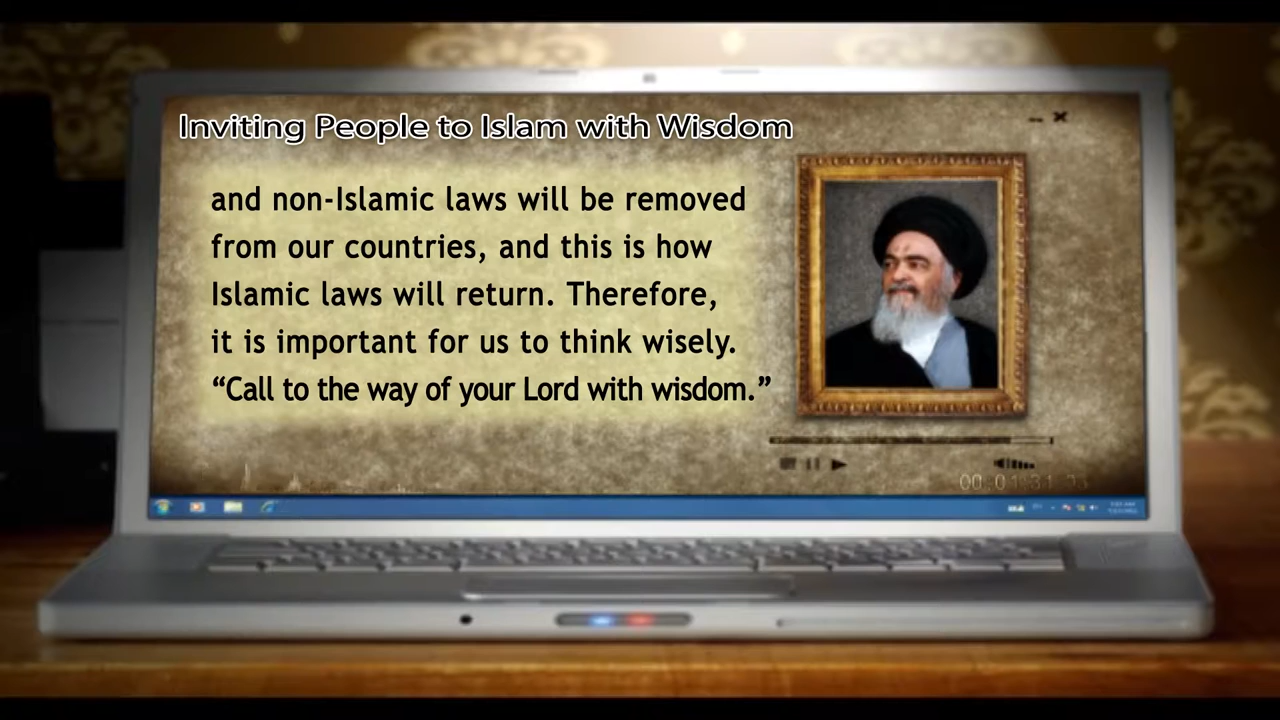 Inviting People to Islam with Wisdom
and non-Islamic laws will be removed
from our countries, and this is how
Islamic laws will return. Therefore,
it is important for us to think wisely.
“Call to the way of your Lord with wisdom.”